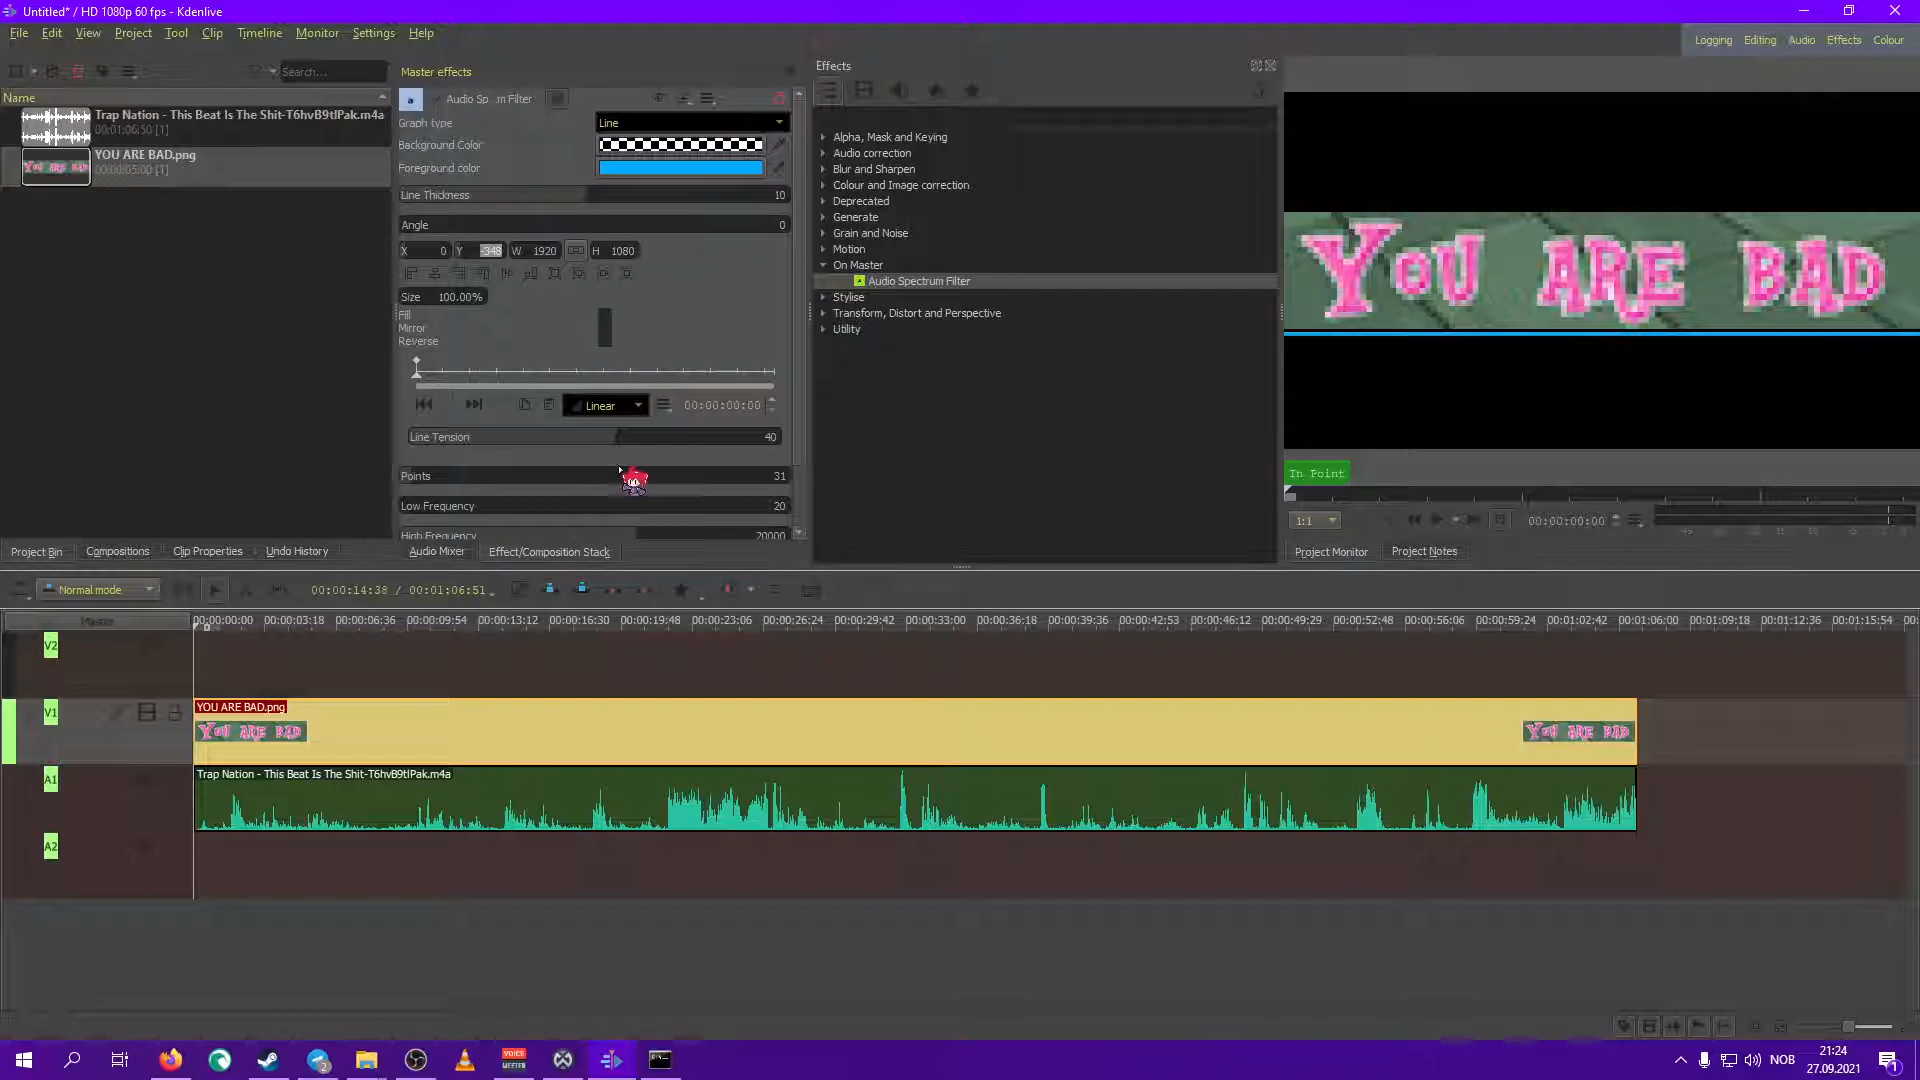 Untitled* / HD 1080p 60 fps - Kdenlive
File Edit View Project Tool Clip Timeline Monitor Settings Help
Logging Editing Audio Effects Colour
Search...
Name
Trap Nation - This Beat Is The Shit-T6hvB9tlPak.m4a
00:01:06:50 [1]
YOU ARE BAD.png
00:00:05:00 [1]
Project Bin Compositions Clip Properties Undo History
Master effects
Audio Sp
m Filter
Graph type Line
Background Color
Foreground color
Line Thickness 10
Angle 0
X 0 Y -348 W 1920 H 1080
Size 100.00%
Fill
Mirror
Reverse
Linear 00:00:00:00
Line Tension 40
Points 31
Low Frequency 20
High Frequency 20000
Audio Mixer Effect/Composition Stack
Effects
Alpha, Mask and Keying
Audio correction
Blur and Sharpen
Colour and Image correction
Deprecated
Generate
Grain and Noise
Motion
On Master
Audio Spectrum Filter
Stylise
Transform, Distort and Perspective
Utility
YOU ARE BAD
In Point
1:1 00:00:00:00
Project Monitor Project Notes
Normal mode 00:00:14:38 / 00:01:06:51
Master
00:00:00:00 00:00:03:18 00:00:06:36 00:00:09:54 00:00:13:12 00:00:16:30 00:00:19:48 00:00:23:06 00:00:26:24 00:00:29:42 00:00:33:00 00:00:36:18 00:00:39:36 00:00:42:53 00:00:46:12 00:00:49:29 00:00:52:48 00:00:56:06 00:00:59:24 00:01:02:42 00:01:06:00 00:01:09:18 00:01:12:36 00:01:15:54 00:
V2
V1
YOU ARE BAD.png
YOU ARE BAD
YOU ARE BAD
A1
Trap Nation - This Beat Is The Shit-T6hvB9tlPak.m4a
A2
2
VOICE
MEETER
NOB
21:24
27.09.2021
1